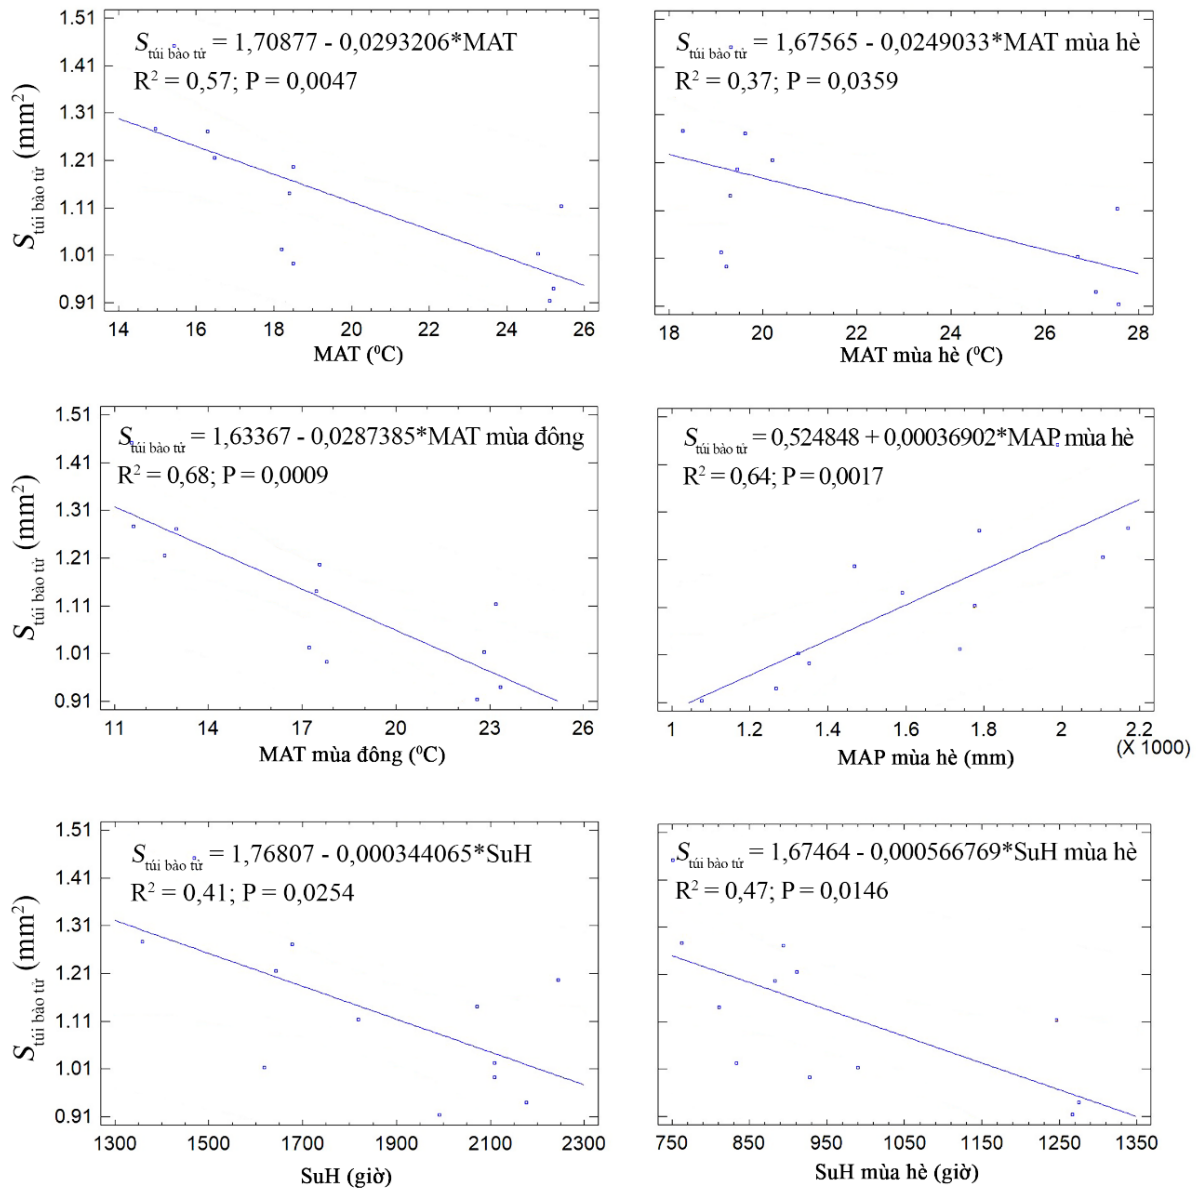 S túi bào tử = 1,70877 - 0,0293206*MAT
R² = 0,57; P = 0,0047
S túi bào tử (mm²)
1.51
1.41
1.31
1.21
1.11
1.01
0.91
14 16 18 20 22 24 26
MAT (⁰C)
S túi bào tử = 1,67565 - 0,0249033*MAT mùa hè
R² = 0,37; P = 0,0359
18 20 22 24 26 28
MAT mùa hè (⁰C)
S túi bào tử = 1,63367 - 0,0287385*MAT mùa đông
R² = 0,68; P = 0,0009
S túi bào tử (mm²)
1.51
1.41
1.31
1.21
1.11
1.01
0.91
11 14 17 20 23 26
MAT mùa đông (⁰C)
S túi bào tử = 0,524848 + 0,00036902*MAP mùa hè
R² = 0,64; P = 0,0017
1 1.2 1.4 1.6 1.8 2 2.2
(X 1000)
MAP mùa hè (mm)
S túi bào tử = 1,76807 - 0,000344065*SuH
R² = 0,41; P = 0,0254
S túi bào tử (mm²)
1.51
1.41
1.31
1.21
1.11
1.01
0.91
1300 1500 1700 1900 2100 2300
SuH (giờ)
S túi bào tử = 1,67464 - 0,000566769*SuH mùa hè
R² = 0,47; P = 0,0146
750 850 950 1050 1150 1250 1350
SuH mùa hè (giờ)